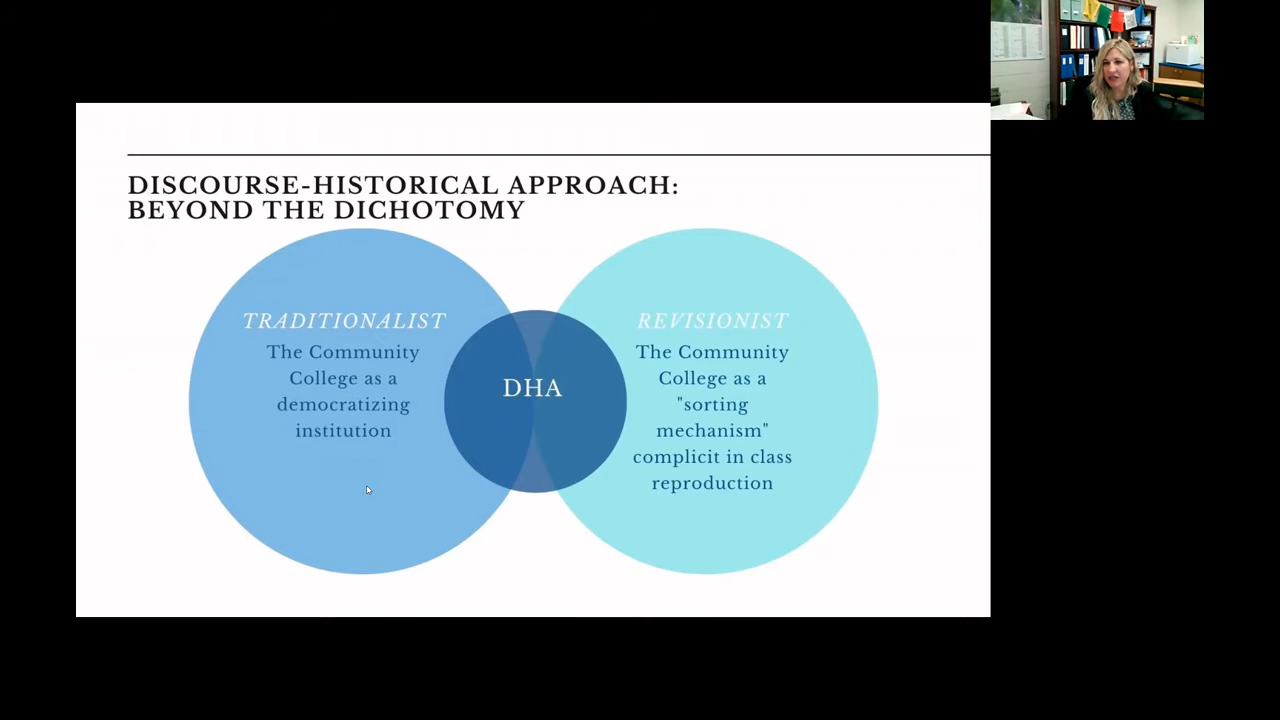 DISCOURSE-HISTORICAL APPROACH:
BEYOND THE DICHOTOMY
TRADITIONALIST
The Community
College as a
democratizing
institution
DHA
REVISIONIST
The Community
College as a
"sorting
mechanism"
complicit in class
reproduction